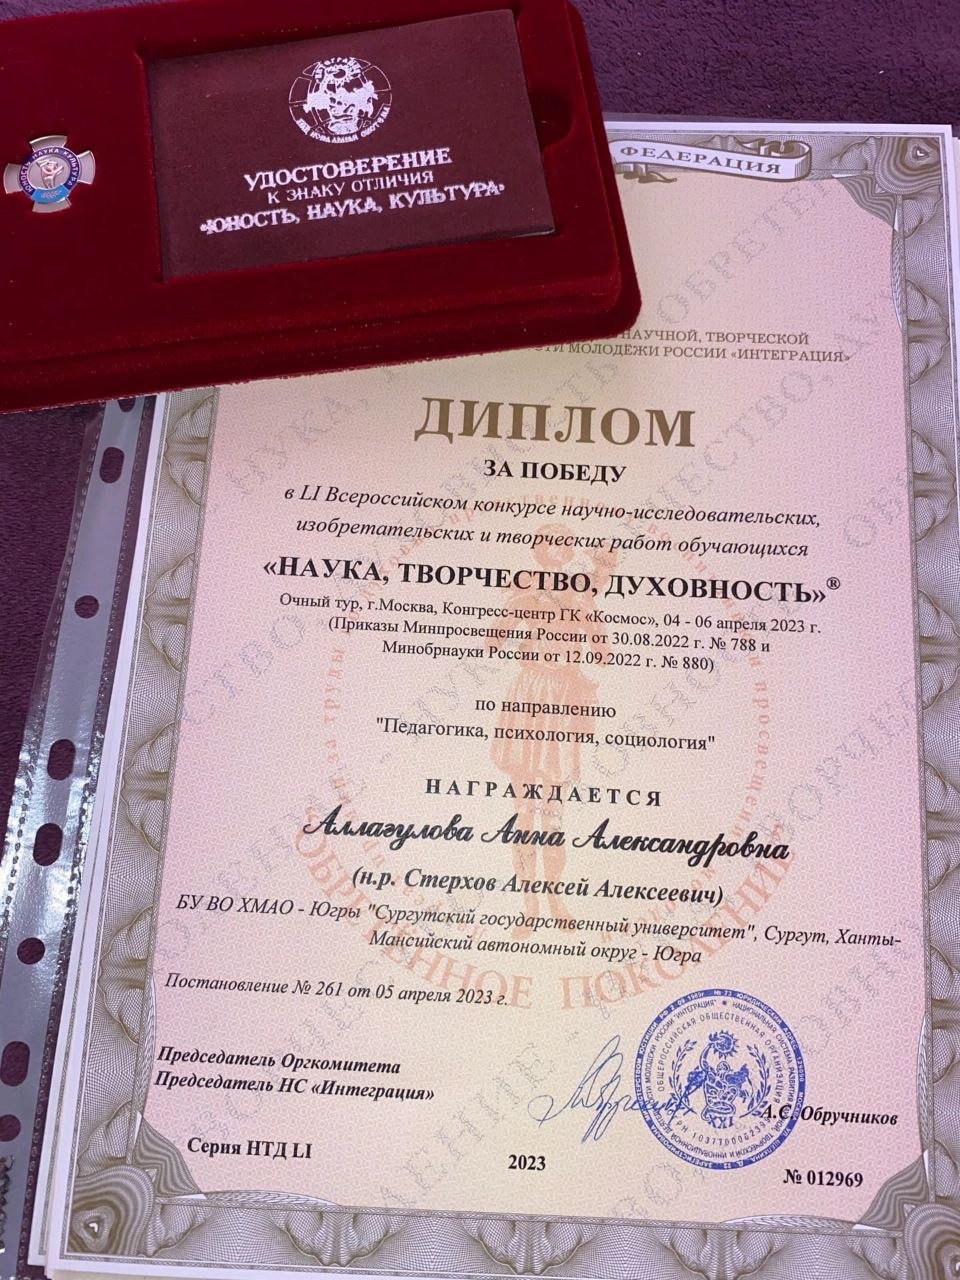 УДОСТОВЕРЕНИЕ
К ЗНАКУ ОТЛИЧИЯ
«ЮНОСТЬ, НАУКА, КУЛЬТУРА»
ЮНОСТЬ НАУКА КУЛЬТУРА
ФЕДЕРАЦИЯ
НАУЧНОЙ, ТВОРЧЕСКОЙ
МОЛОДЁЖИ РОССИИ «ИНТЕГРАЦИЯ»
ДИПЛОМ
ЗА ПОБЕДУ
в LI Всероссийском конкурсе научно-исследовательских,
изобретательских и творческих работ обучающихся
«НАУКА, ТВОРЧЕСТВО, ДУХОВНОСТЬ»®
Очный тур, г.Москва, Конгресс-центр ГК «Космос», 04 - 06 апреля 2023 г.
(Приказы Минпросвещения России от 30.08.2022 г. № 788 и
Минобрнауки России от 12.09.2022 г. № 880)
по направлению
"Педагогика, психология, социология"
НАГРАЖДАЕТСЯ
Аллагулова Анна Александровна
(н.р. Стерхов Алексей Алексеевич)
БУ ВО ХМАО - Югры "Сургутский государственный университет", Сургут, Ханты-
Мансийский автономный округ - Югра
Постановление № 261 от 05 апреля 2023 г.
Председатель Оргкомитета
Председатель НС «Интеграция»
А.С. Обручников
Серия НТД LI
2023
№ 012969